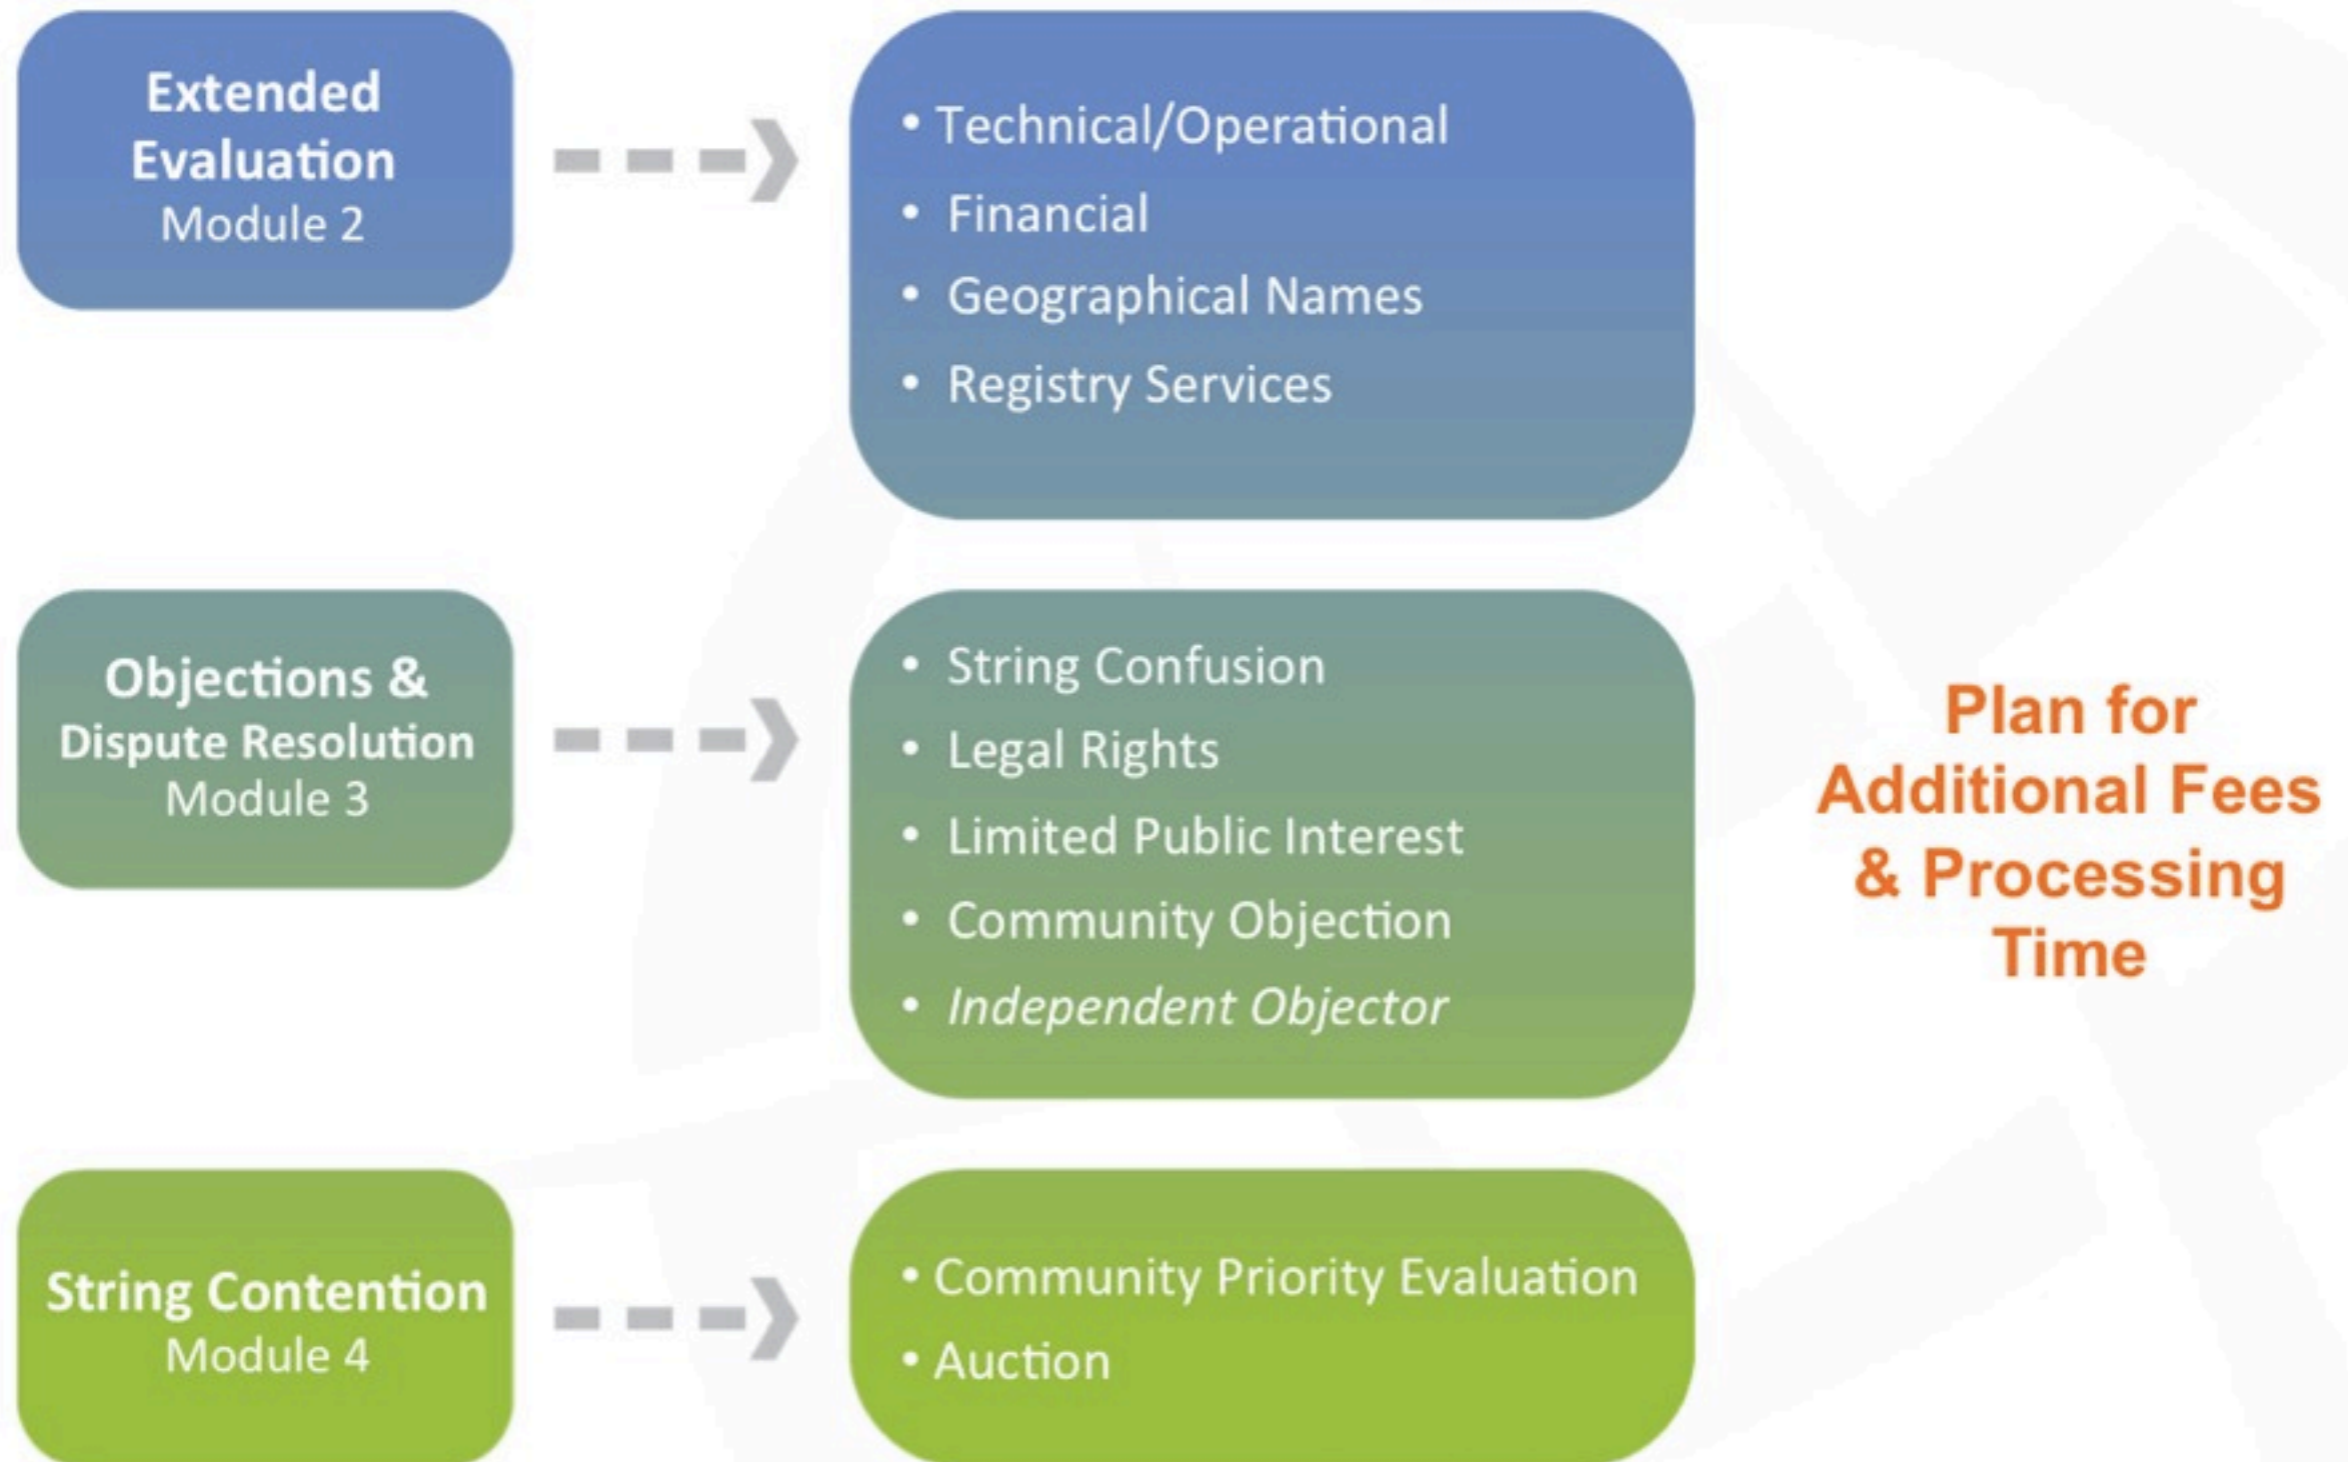 Extended
Evaluation
Module 2
• Technical/Operational
• Financial
• Geographical Names
• Registry Services
Objections &
Dispute Resolution
Module 3
• String Confusion
• Legal Rights
• Limited Public Interest
• Community Objection
• Independent Objector
Plan for
Additional Fees
& Processing
Time
String Contention
Module 4
• Community Priority Evaluation
• Auction